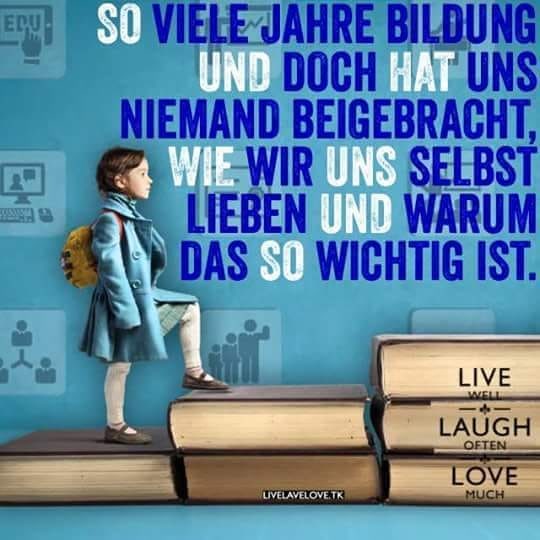 EDU
SO VIELE JAHRE BILDUNG
UND DOCH HAT UNS
NIEMAND BEIGEBRACHT,
WIE WIR UNS SELBST
LIEBEN UND WARUM
DAS SO WICHTIG IST.
LIVE
WELL
LAUGH
OFTEN
LOVE
MUCH
LIVELAVELOVE.TK